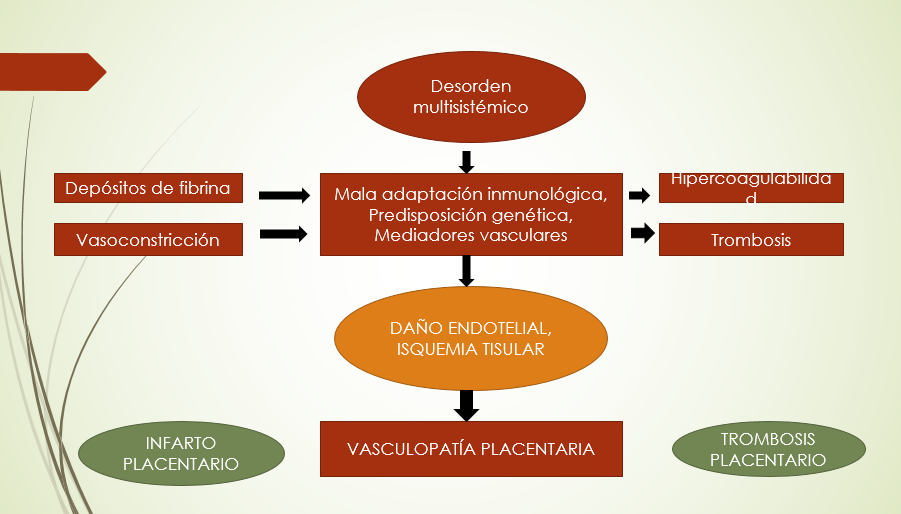 Desorden
multisistémico
Depósitos de fibrina
Mala adaptación inmunológica,
Predisposición genética,
Mediadores vasculares
Hipercoagulabilida
d
Vasoconstricción
Trombosis
DAÑO ENDOTELIAL,
ISQUEMIA TISULAR
INFARTO
PLACENTARIO
VASCULOPATÍA PLACENTARIA
TROMBOSIS
PLACENTARIO